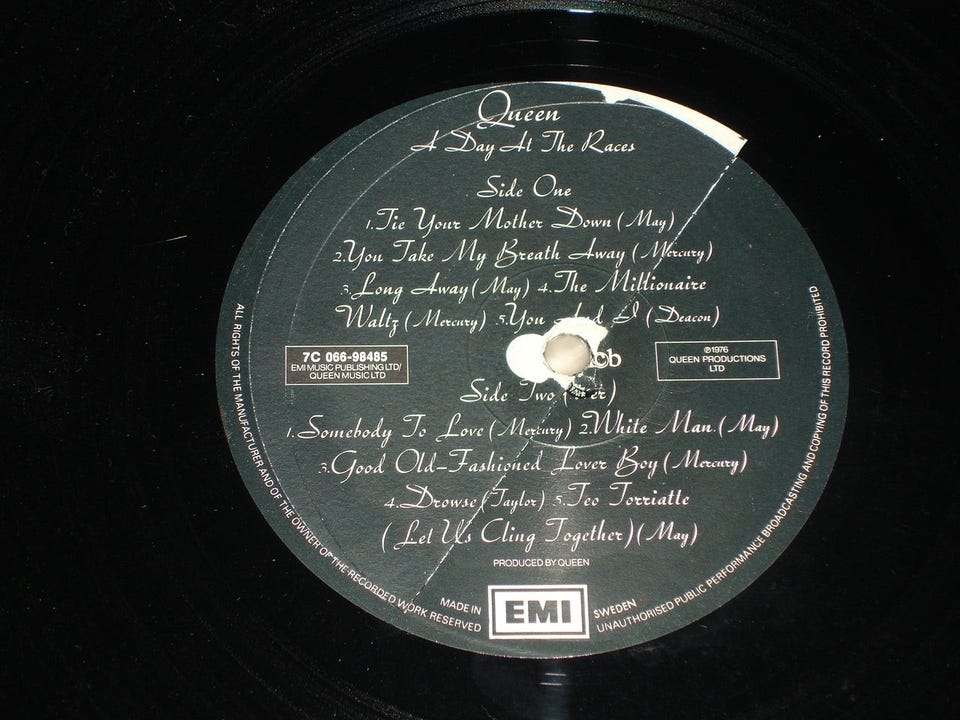 Queen
A Day At The Races
Side One
1. Tie Your Mother Down (May)
2. You Take My Breath Away (Mercury)
3. Long Away (May) 4. The Millionaire
Waltz (Mercury) 5. You And I (Deacon)
7C 066-98485
EMI MUSIC PUBLISHING LTD/
QUEEN MUSIC LTD
℗1976
QUEEN PRODUCTIONS
LTD
Side Two
1. Somebody To Love (Mercury) 2. White Man. (May)
3. Good Old-Fashioned Lover Boy (Mercury)
4. Drowse (Taylor) 5. Teo Torriatte
(Let Us Cling Together) (May)
PRODUCED BY QUEEN
MADE IN
EMI
SWEDEN
ALL RIGHTS OF THE MANUFACTURER AND OF THE OWNER OF THE RECORDED WORK RESERVED
UNAUTHORISED PUBLIC PERFORMANCE BROADCASTING AND COPYING OF THIS RECORD PROHIBITED